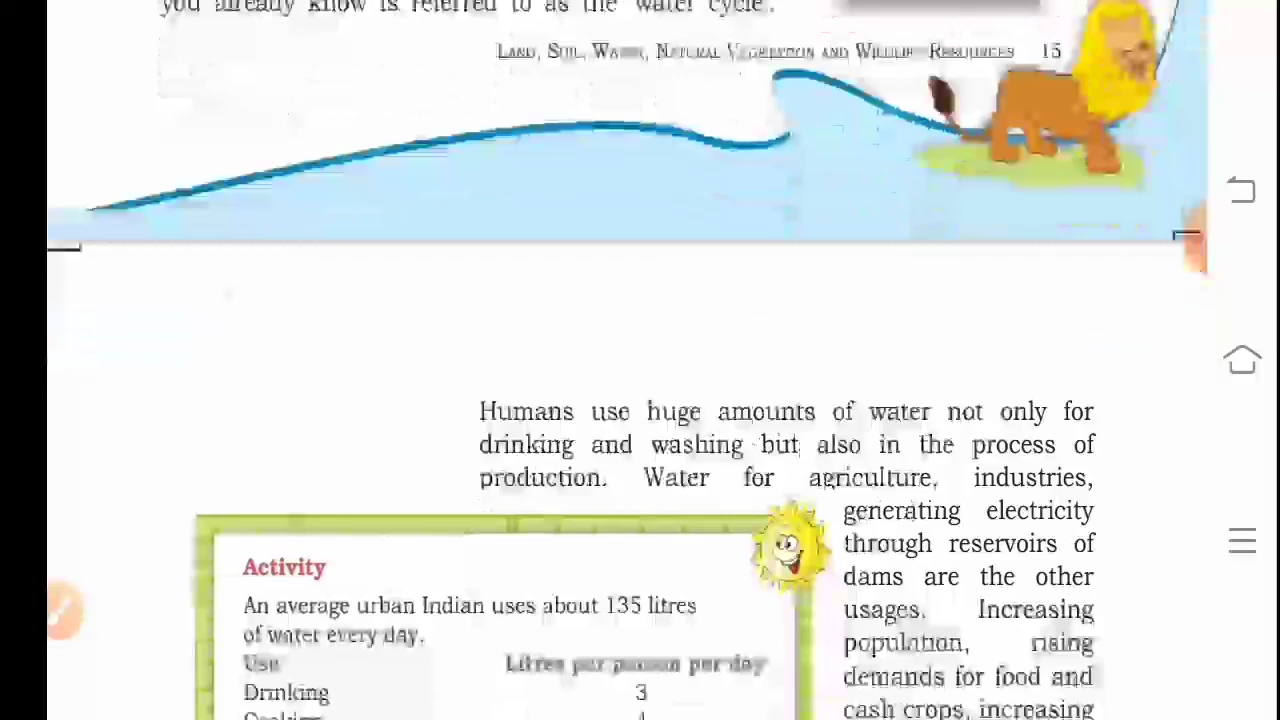 you already know is referred to as the 'water cycle'.
Land, Soil, Water, Natural Vegetation and Wildlife Resources 15
Humans use huge amounts of water not only for
drinking and washing but also in the process of
production. Water for agriculture, industries,
generating electricity
through reservoirs of
dams are the other
usages. Increasing
population, rising
demands for food and
cash crops, increasing
Activity
An average urban Indian uses about 135 litres
of water every day.
Use Litres per person per day
Drinking 3
Cooking 4